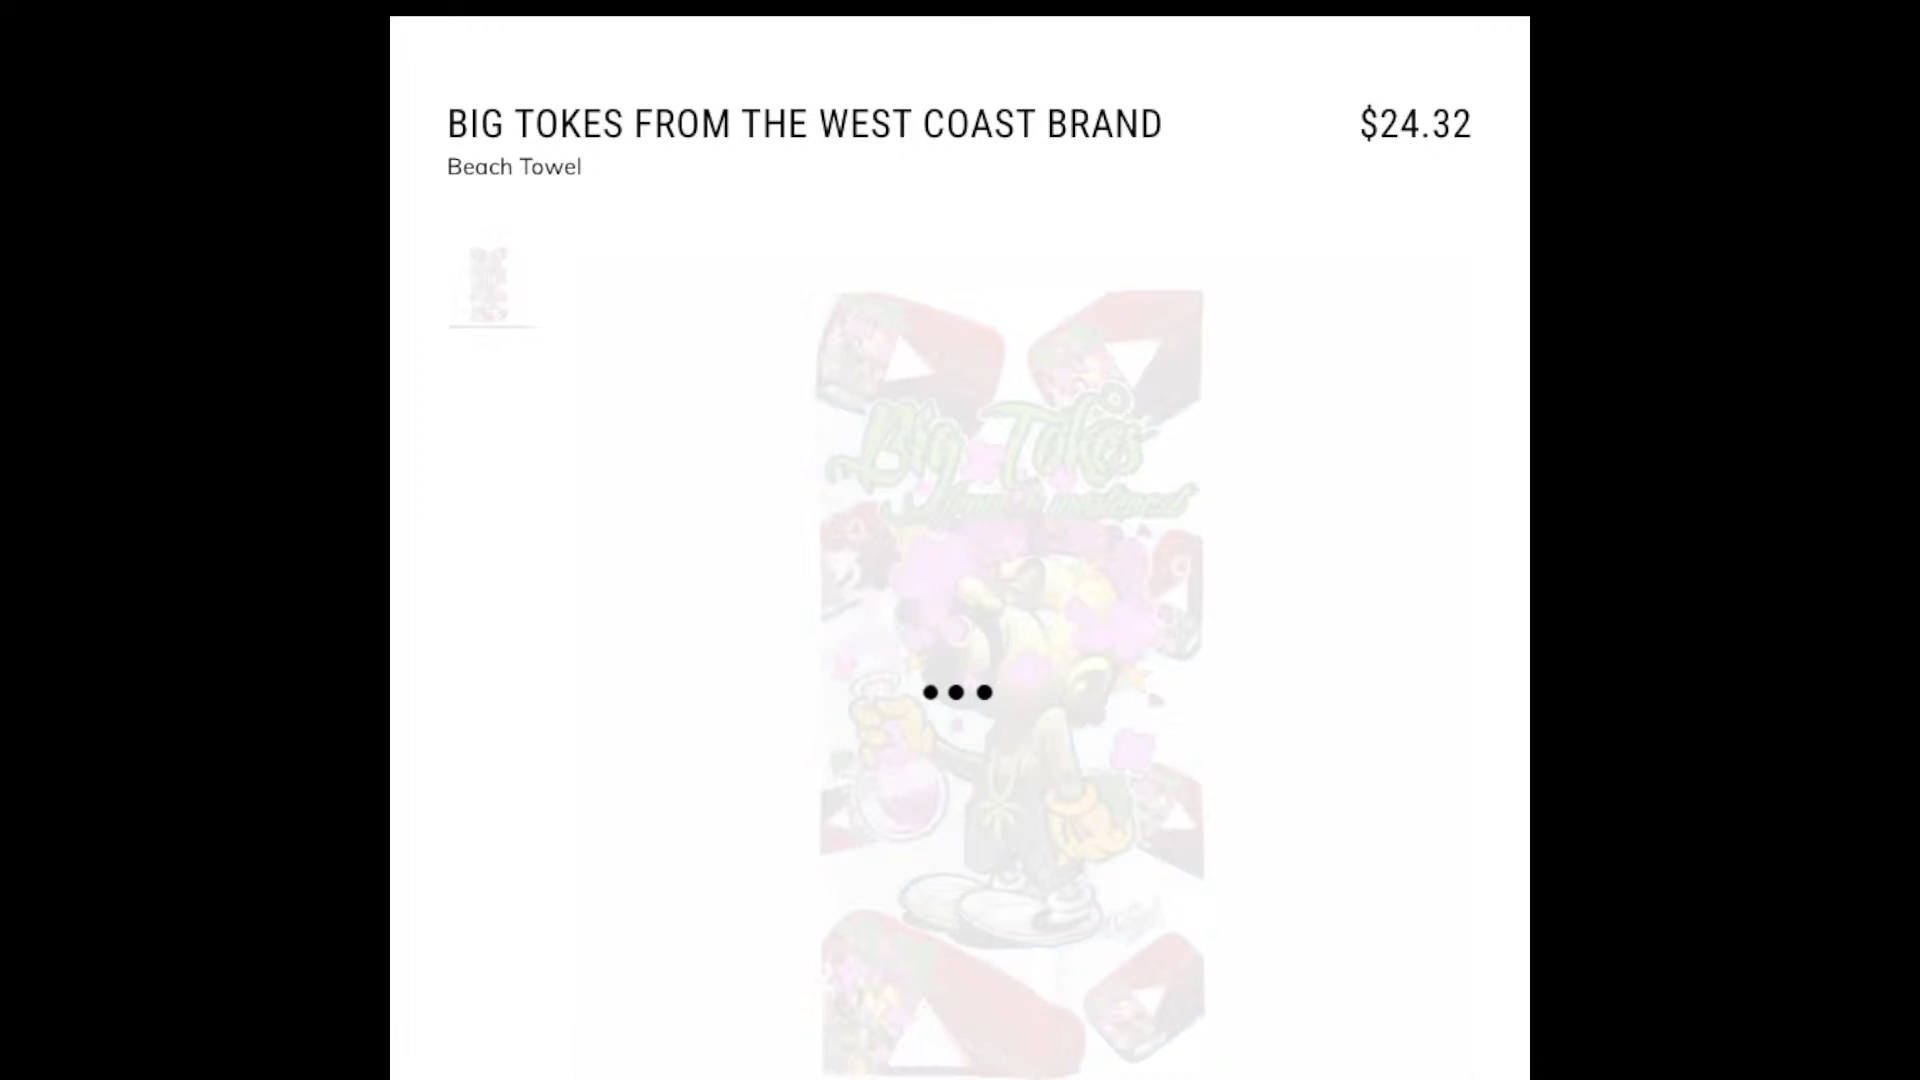 BIG TOKES FROM THE WEST COAST BRAND
$24.32
Beach Towel
Big Tokes